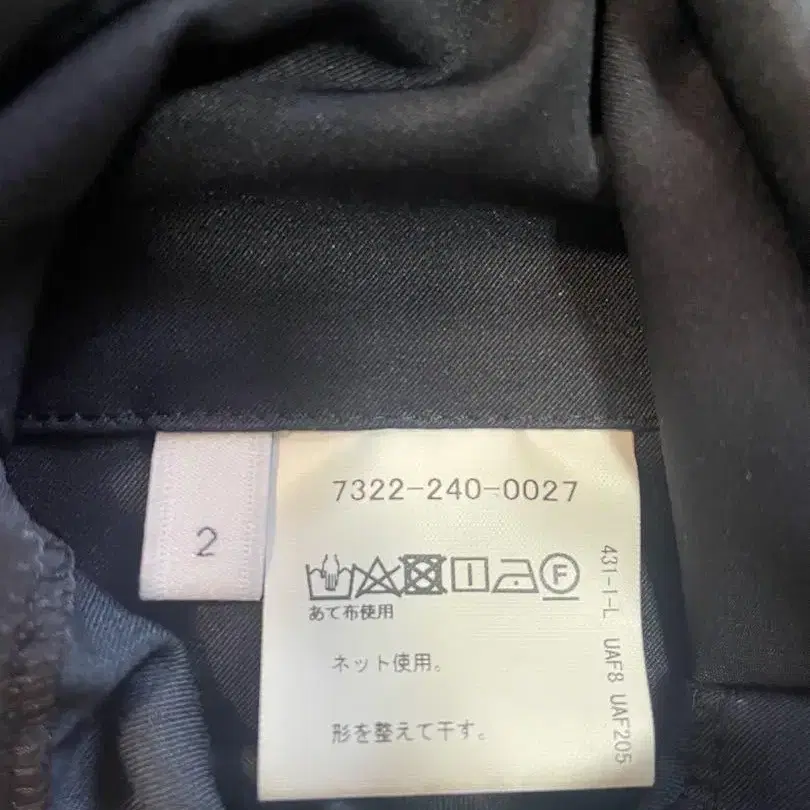 2
7322-240-0027
F
あて布使用
ネット使用。
形を整えて干す。
431-1-L UAF8 UAF205